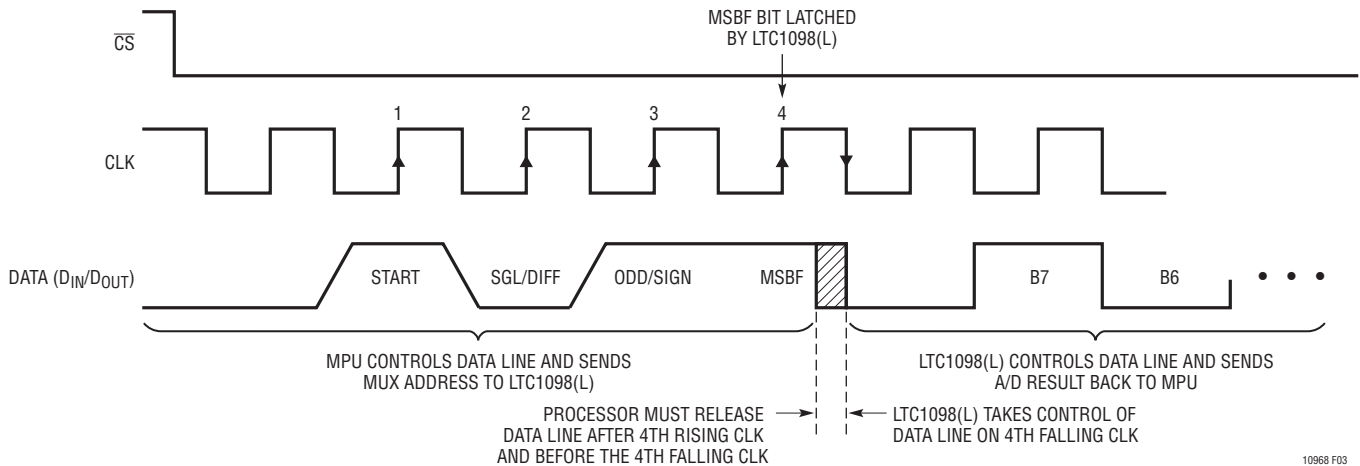 MSBF BIT LATCHED
BY LTC1098(L)
CS
1 2 3 4
CLK
DATA (DIN/DOUT)
START SGL/DIFF ODD/SIGN MSBF B7 B6 • • •
MPU CONTROLS DATA LINE AND SENDS
MUX ADDRESS TO LTC1098(L)
LTC1098(L) CONTROLS DATA LINE AND SENDS
A/D RESULT BACK TO MPU
PROCESSOR MUST RELEASE
DATA LINE AFTER 4TH RISING CLK
AND BEFORE THE 4TH FALLING CLK
LTC1098(L) TAKES CONTROL OF
DATA LINE ON 4TH FALLING CLK
10968 F03